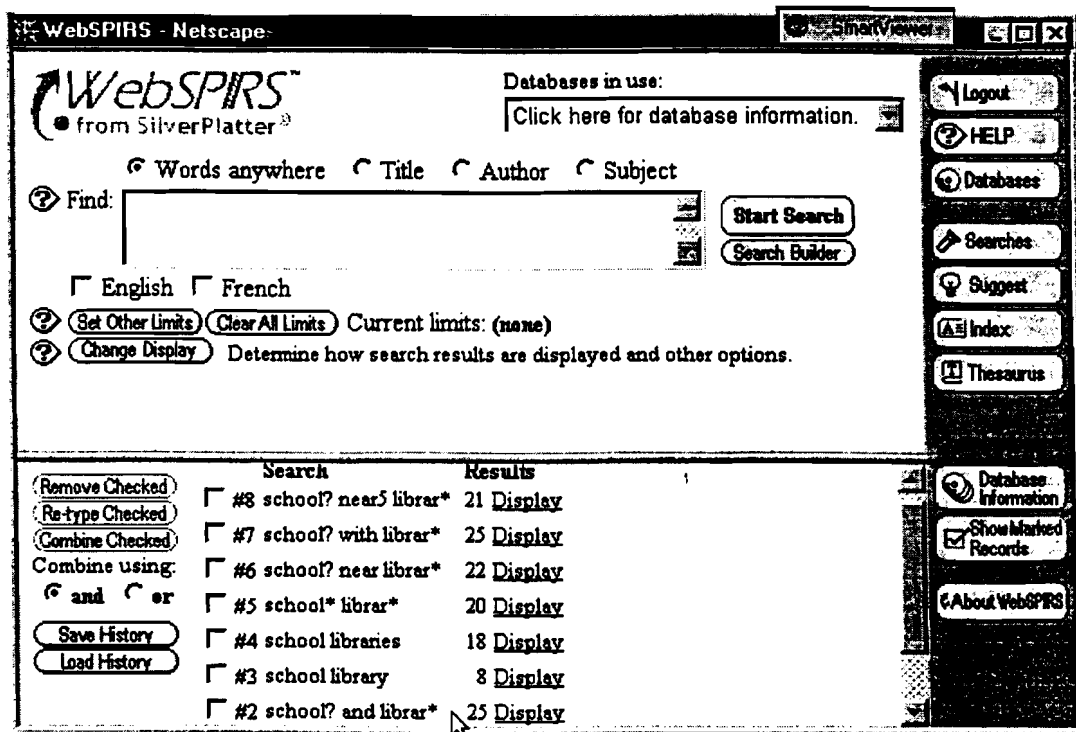 WebSPIRS - Netscape
SmartViewer
WebSPIRS™
from SilverPlatter®
Databases in use:
Click here for database information.
Words anywhere Title Author Subject
Find:
Start Search
Search Builder
English French
Set Other Limits Clear All Limits Current limits: (none)
Change Display Determine how search results are displayed and other options.
Logout
HELP
Databases
Searches
Suggest
Index
Thesaurus
Search Results
Remove Checked
Re-type Checked
Combine Checked
Combine using:
and or
Save History
Load History
#8 school? near5 librar* 21 Display
#7 school? with librar* 25 Display
#6 school? near librar* 22 Display
#5 school* librar* 20 Display
#4 school libraries 18 Display
#3 school library 8 Display
#2 school? and librar* 25 Display
Database
Information
Show Marked
Records
About WebSPIRS